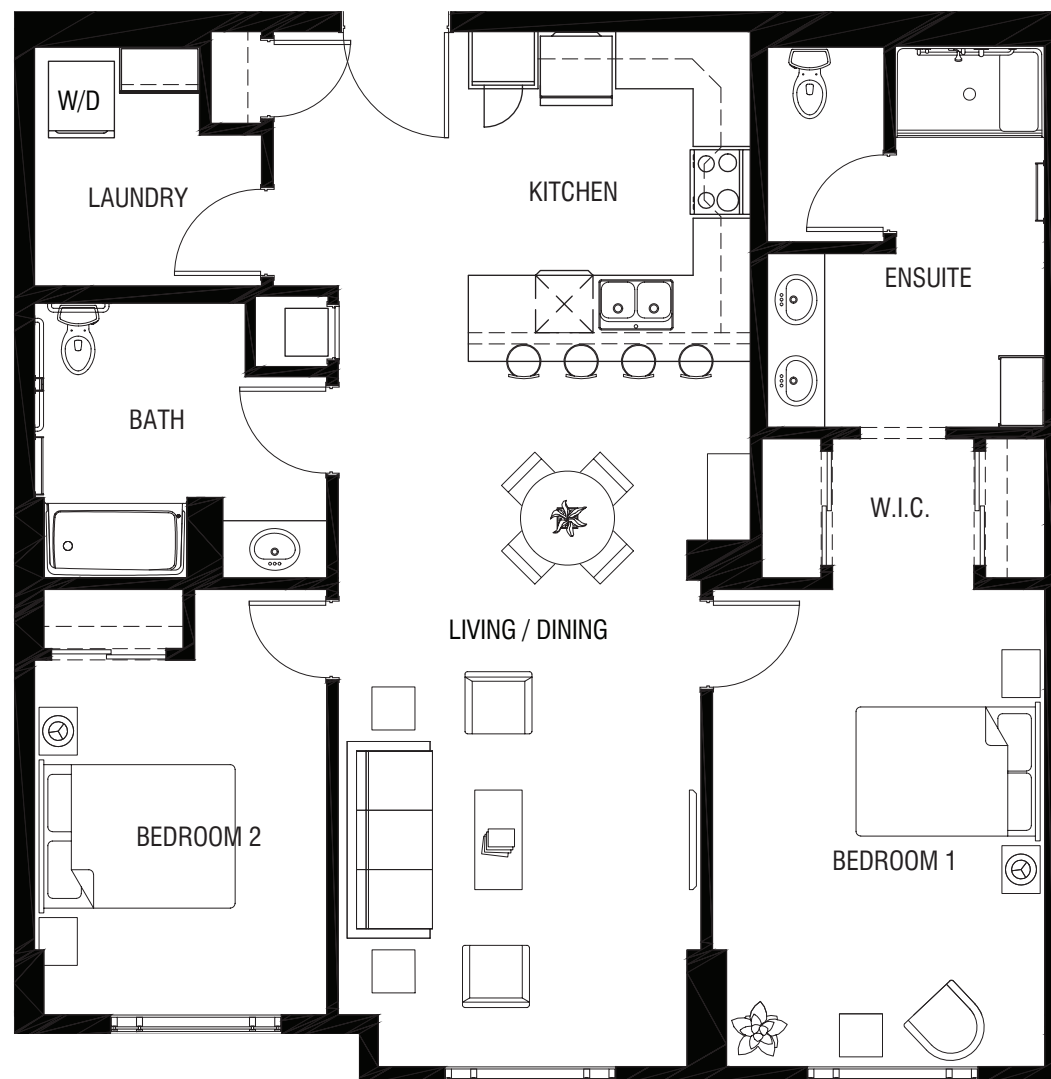 W/D
LAUNDRY
KITCHEN
ENSUITE
BATH
W.I.C.
LIVING / DINING
BEDROOM 2
BEDROOM 1